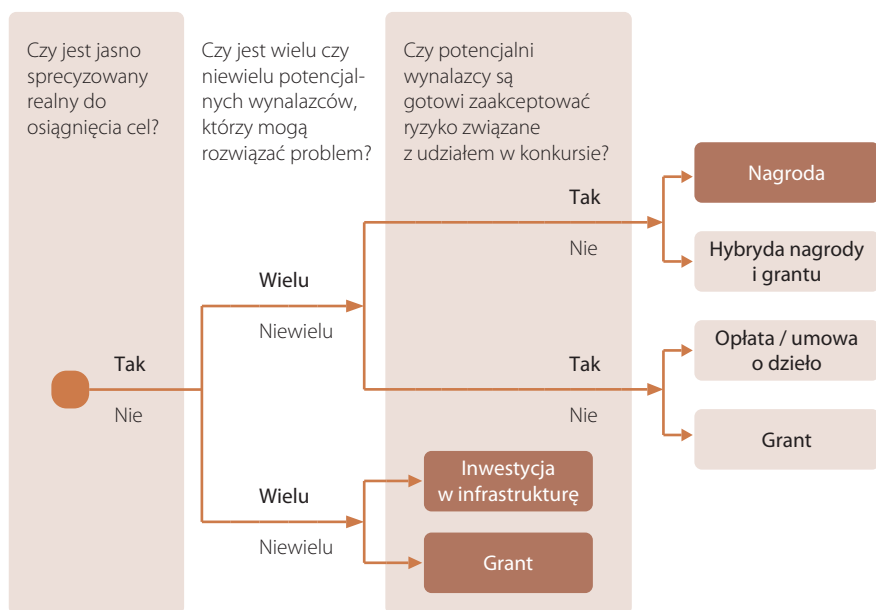 Czy jest jasno
sprecyzowany
realny do
osiągnięcia cel?
Czy jest wielu czy
niewielu potencjal-
nych wynalazców,
którzy mogą
rozwiązać problem?
Czy potencjalni
wynalazcy są
gotowi zaakceptować
ryzyko związane
z udziałem w konkursie?
Tak
Nie
Wielu
Niewielu
Wielu
Niewielu
Tak
Nie
Tak
Nie
Nagroda
Hybryda nagrody
i grantu
Opłata / umowa
o dzieło
Grant
Inwestycja
w infrastrukturę
Grant